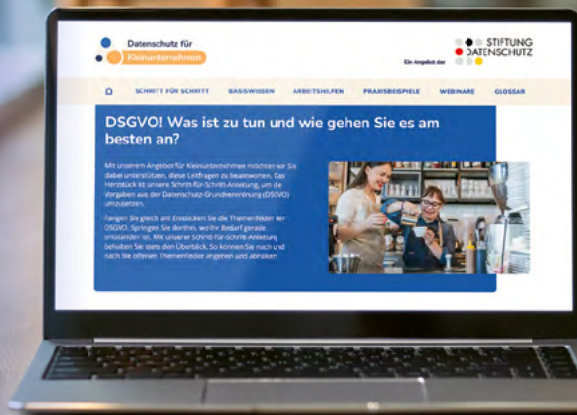 Datenschutz für
Kleinunternehmen
Ein Angebot der
STIFTUNG
DATENSCHUTZ
SCHRITT FÜR SCHRITT
BASISWISSEN
ARBEITSHILFEN
PRAXISBEISPIELE
WEBINARE
GLOSSAR
DSGVO! Was ist zu tun und wie gehen Sie es am
besten an?
Mit unserem Angebot für Kleinunternehmen möchten wir Sie
dabei unterstützen, diese Leitfragen zu beantworten. Das
Herzstück ist unsere Schritt-für-Schritt-Anleitung, um die
Vorgaben aus der Datenschutz-Grundverordnung (DSGVO)
umzusetzen.
Fangen Sie gleich an! Entdecken Sie die Themenfelder der
DSGVO. Springen Sie dorthin, wo Ihr Bedarf gerade
entstanden ist. Mit unserer Schritt-für-Schritt-Anleitung
behalten Sie stets den Überblick. So können Sie nach und
nach die offenen Themenfelder angehen und abhaken